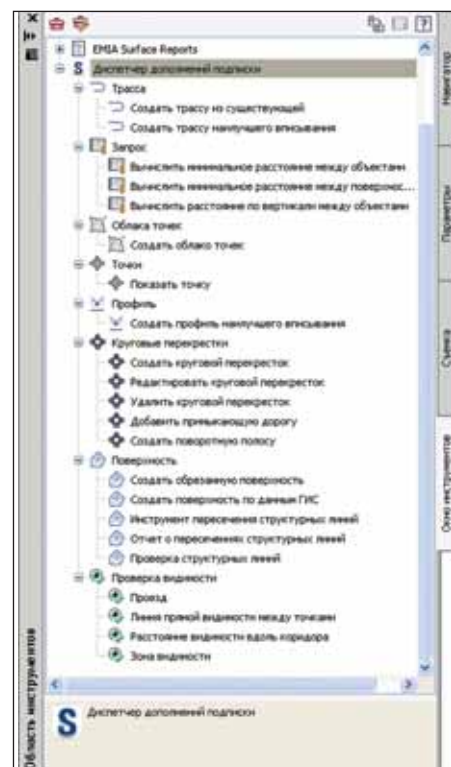 EMIA Surface Reports
Диспетчер дополнений подписки
Трасса
Создать трассу из существующей
Создать трассу наилучшего вписывания
Запрос
Вычислить минимальное расстояние между объектами
Вычислить минимальное расстояние между поверхнос...
Вычислить расстояние по вертикали между объектами
Облака точек
Создать облако точек
Точки
Показать точку
Профиль
Создать профиль наилучшего вписывания
Круговые перекрестки
Создать круговой перекресток
Редактировать круговой перекресток
Удалить круговой перекресток
Добавить примыкающую дорогу
Создать поворотную полосу
Поверхность
Создать обрезанную поверхность
Создать поверхность по данным ГИС
Инструмент пересечения структурных линий
Отчет о пересечениях структурных линий
Проверка структурных линий
Проверка видимости
Проезд
Линия прямой видимости между точками
Расстояние видимости вдоль коридора
Зона видимости
Диспетчер дополнений подписки
Область инструментов
Навигатор
Параметры
Съемка
Окно инструментов